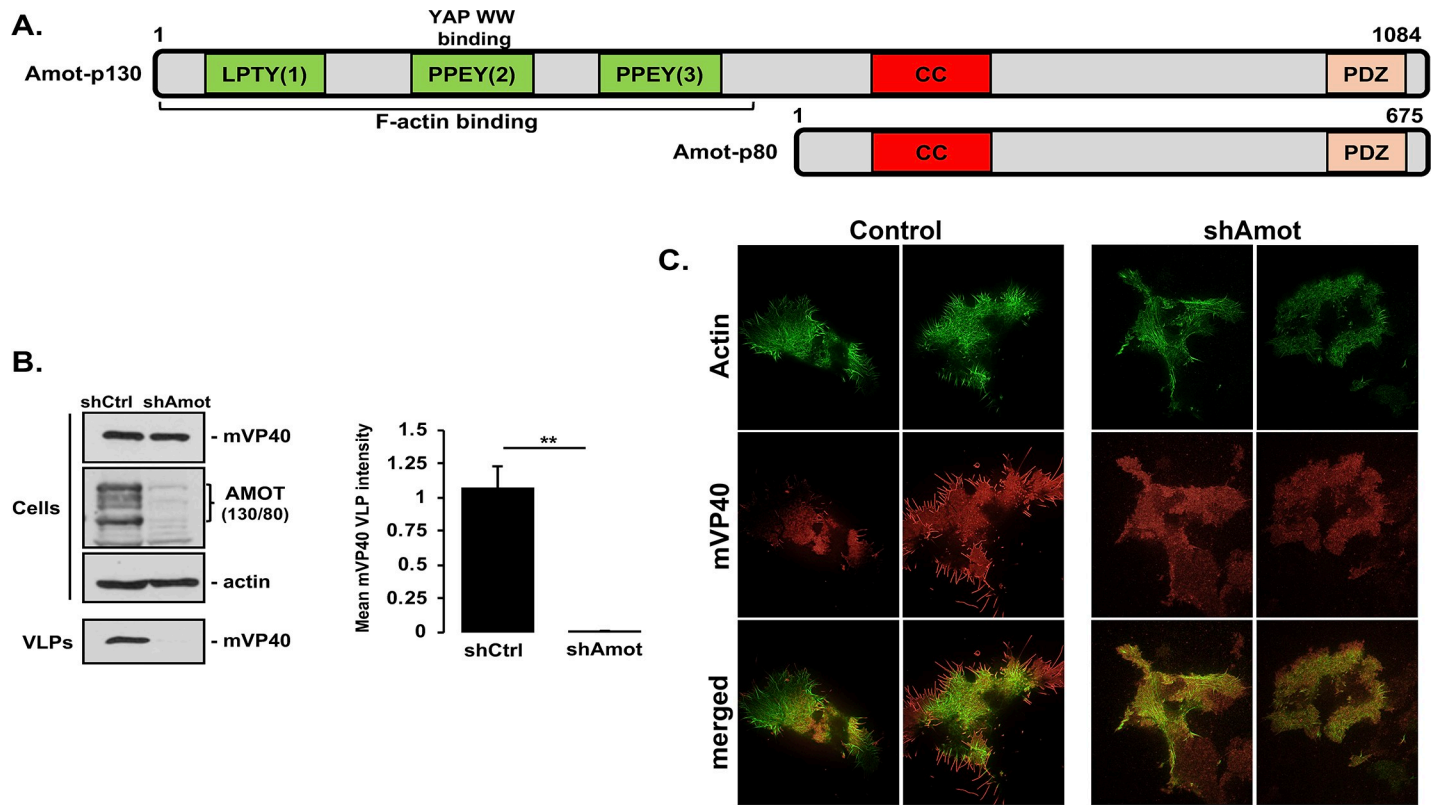 A.
YAP WW
binding
1
1084
Amot-p130
LPTY(1)
PPEY(2)
PPEY(3)
CC
PDZ
F-actin binding
1
675
Amot-p80
CC
PDZ
B.
shCtrl shAmot
Cells
- mVP40
AMOT
(130/80)
- actin
VLPs
- mVP40
Mean mVP40 VLP intensity
1.5
1.25
1
0.75
0.5
0.25
0
**
shCtrl
shAmot
C.
Control
shAmot
Actin
mVP40
merged